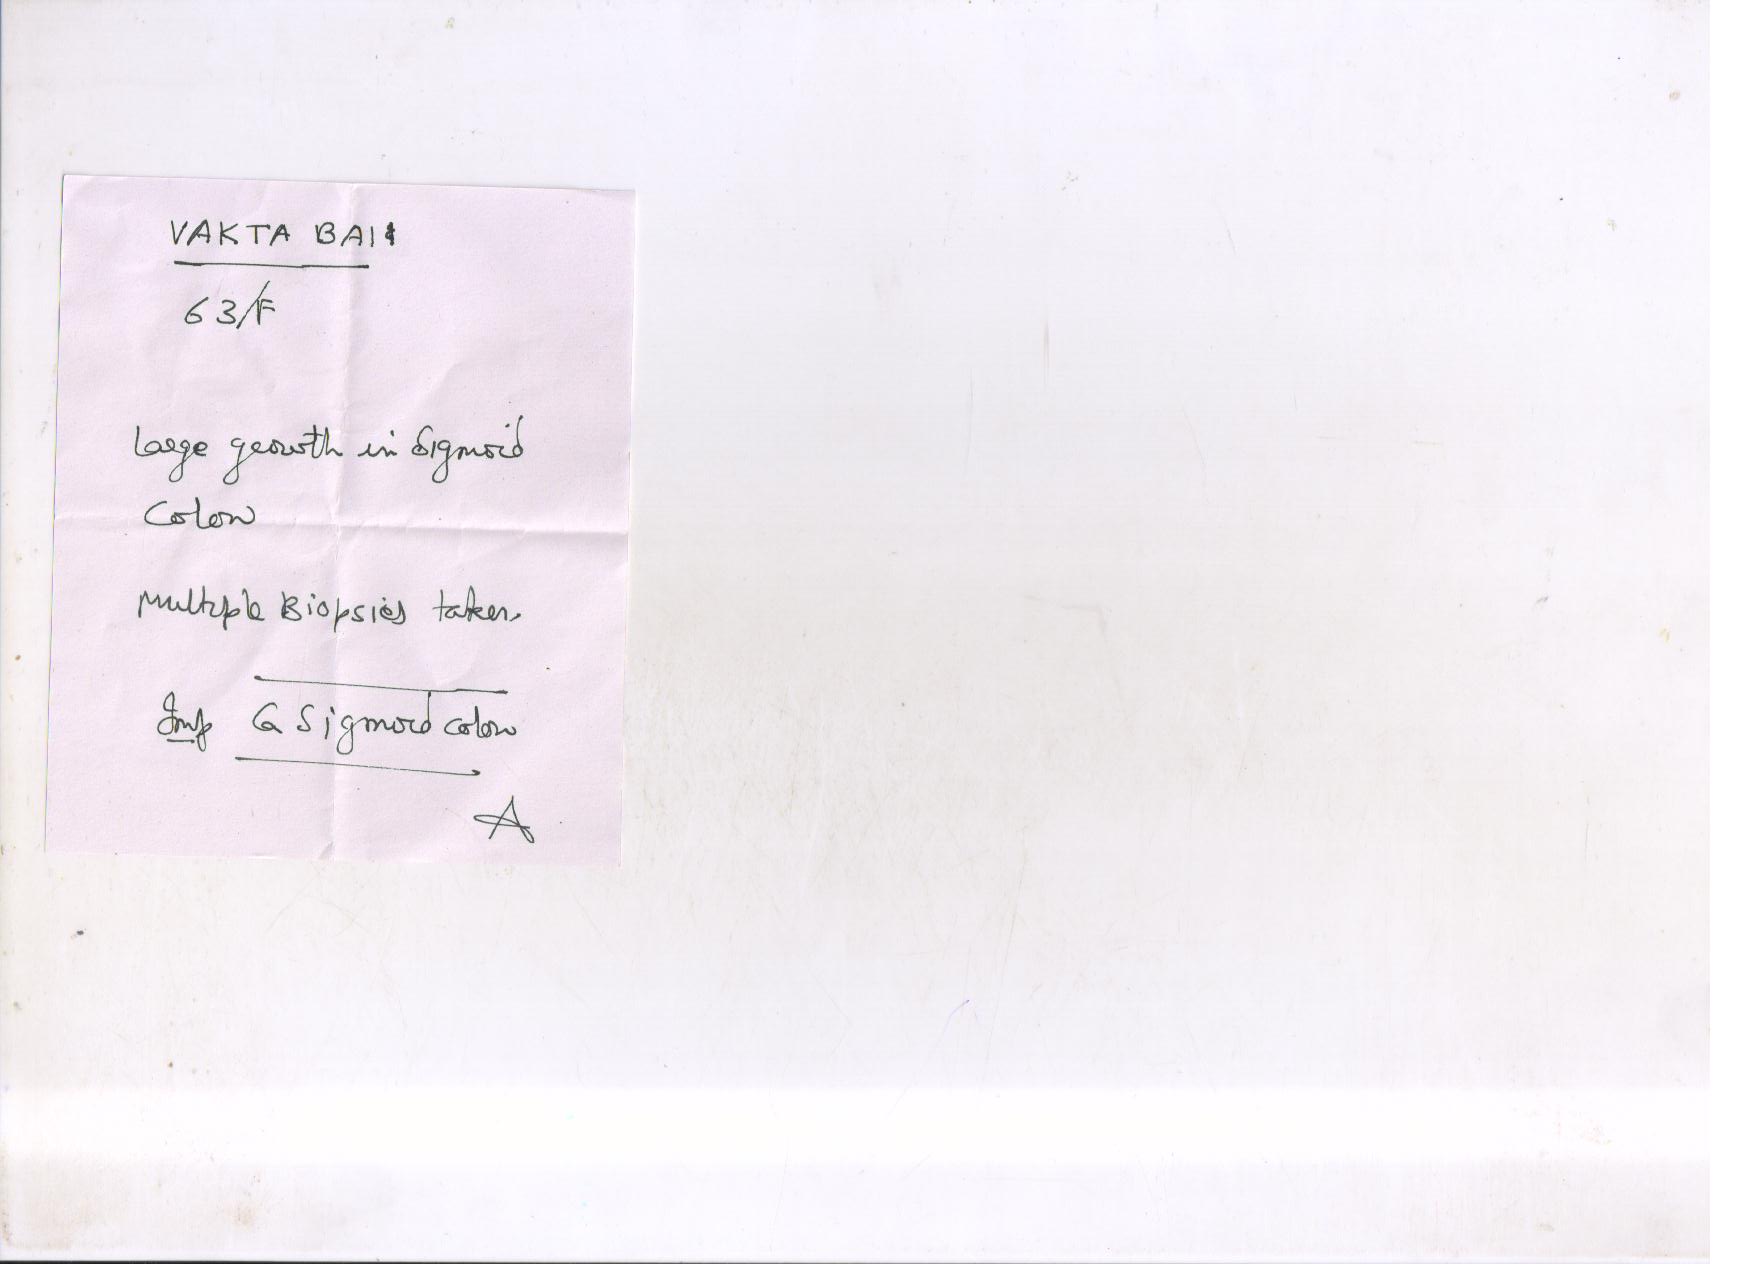 VAKTA BAI
63/F
Large growth in Sigmoid
Colon
Multiple Biopsies taken.
Imp Ca Sigmoid colon